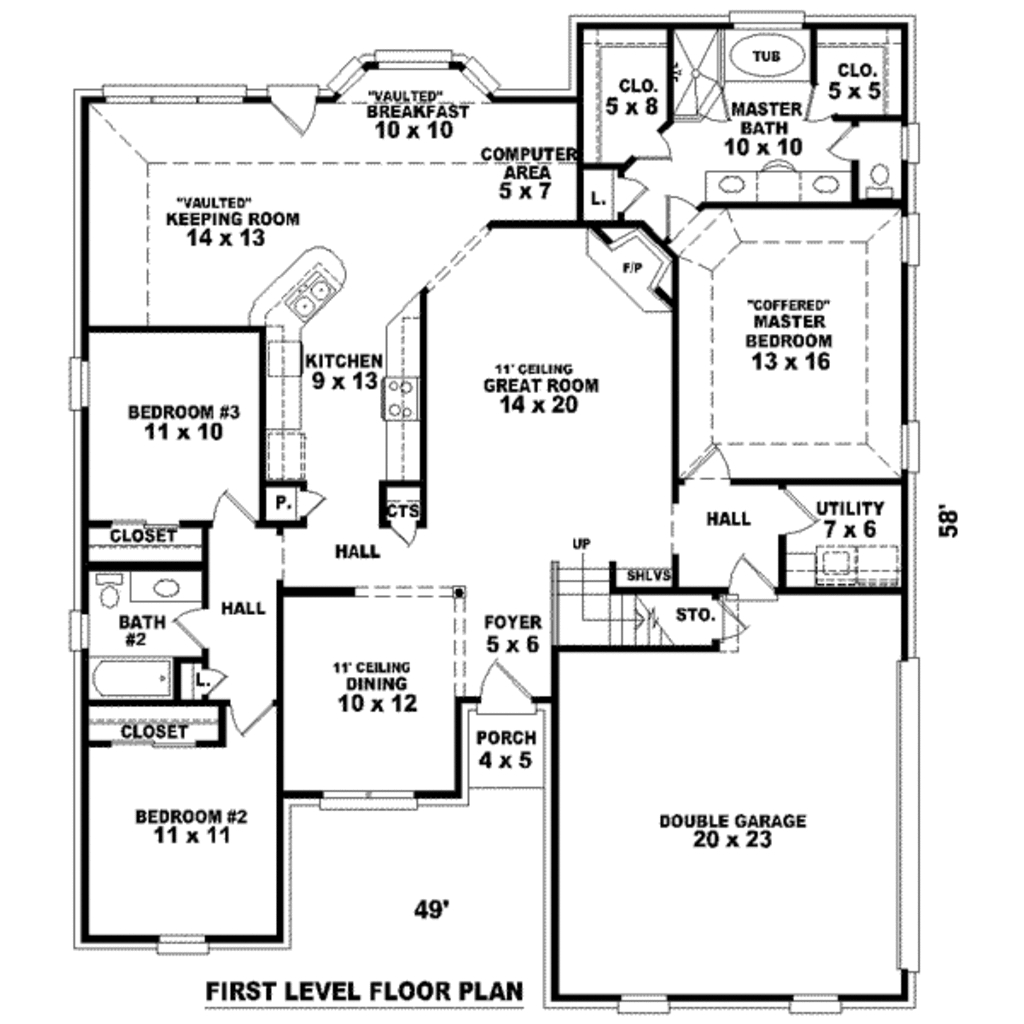 TUB
CLO.
5 x 8
CLO.
5 x 5
MASTER
BATH
10 x 10
"VAULTED"
BREAKFAST
10 x 10
COMPUTER
AREA
5 x 7
L.
"VAULTED"
KEEPING ROOM
14 x 13
F/P
"COFFERED"
MASTER
BEDROOM
13 x 16
KITCHEN
9 x 13
11' CEILING
GREAT ROOM
14 x 20
BEDROOM #3
11 x 10
P.
CTS
HALL
UTILITY
7 x 6
58'
CLOSET
HALL
UP
SHLVS
BATH
#2
HALL
FOYER
5 x 6
STO.
11' CEILING
DINING
10 x 12
L.
CLOSET
PORCH
4 x 5
BEDROOM #2
11 x 11
DOUBLE GARAGE
20 x 23
49'
FIRST LEVEL FLOOR PLAN